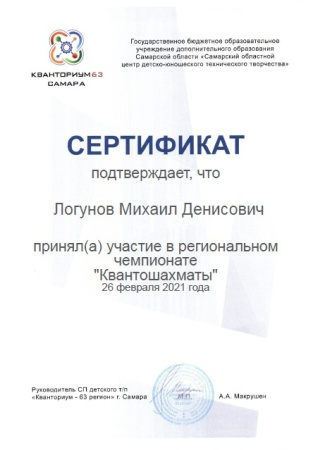 КВАНТОРИУМ63
САМАРА
Государственное бюджетное образовательное
учреждение дополнительного образования
Самарской области «Самарский областной
центр детско-юношеского технического творчества»
СЕРТИФИКАТ
подтверждает, что
Логунов Михаил Денисович
принял(а) участие в региональном
чемпионате
"Квантошахматы"
26 февраля 2021 года
Руководитель СП детского т/п
«Кванториум - 63 регион» г. Самара
М.П.
А.А. Макрушен